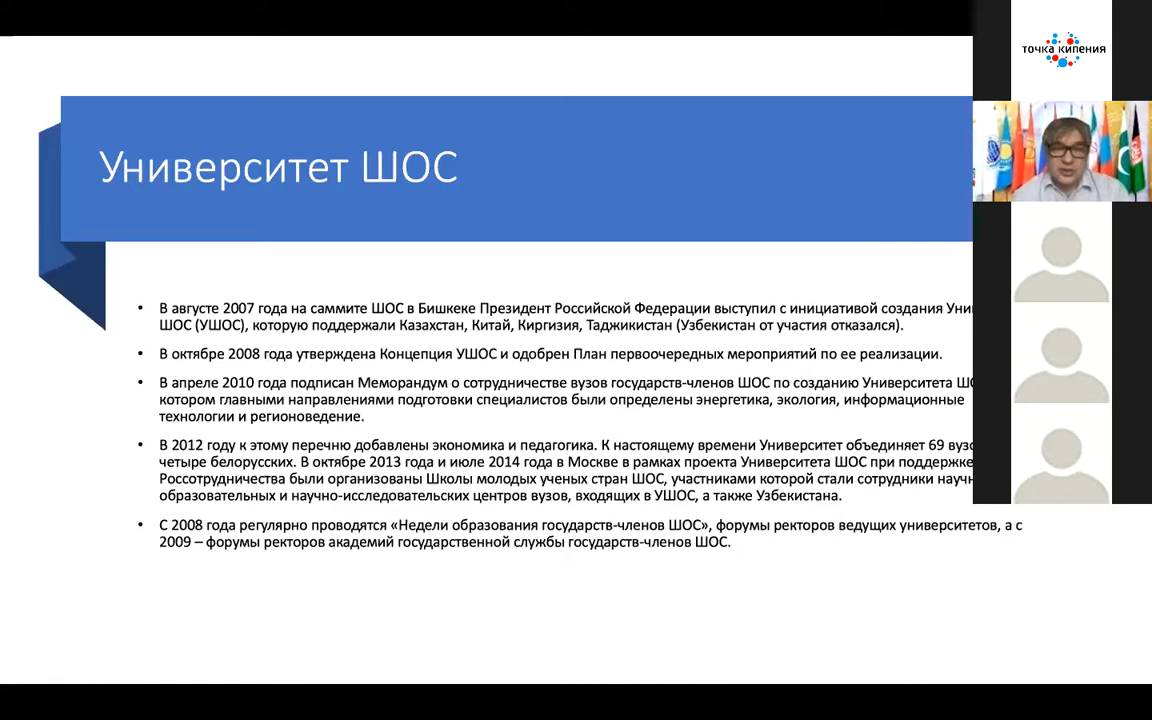 точка кипения
Университет ШОС
• В августе 2007 года на саммите ШОС в Бишкеке Президент Российской Федерации выступил с инициативой создания
ШОС (УШОС), которую поддержали Казахстан, Китай, Киргизия, Таджикистан (Узбекистан от участия отказался).
• В октябре 2008 года утверждена Концепция УШОС и одобрен План первоочередных мероприятий по ее реализации.
• В апреле 2010 года подписан Меморандум о сотрудничестве вузов государств-членов ШОС по созданию Университета
котором главными направлениями подготовки специалистов были определены энергетика, экология, информационные
технологии и регионоведение.
• В 2012 году к этому перечню добавлены экономика и педагогика. К настоящему времени Университет объединяет 69
четыре белорусских. В октябре 2013 года и июле 2014 года в Москве в рамках проекта Университета ШОС при поддержке
Россотрудничества были организованы Школы молодых ученых стран ШОС, участниками которой стали сотрудники
образовательных и научно-исследовательских центров вузов, входящих в УШОС, а также Узбекистана.
• С 2008 года регулярно проводятся «Недели образования государств-членов ШОС», форумы ректоров ведущих университетов, а с
2009 – форумы ректоров академий государственной службы государств-членов ШОС.